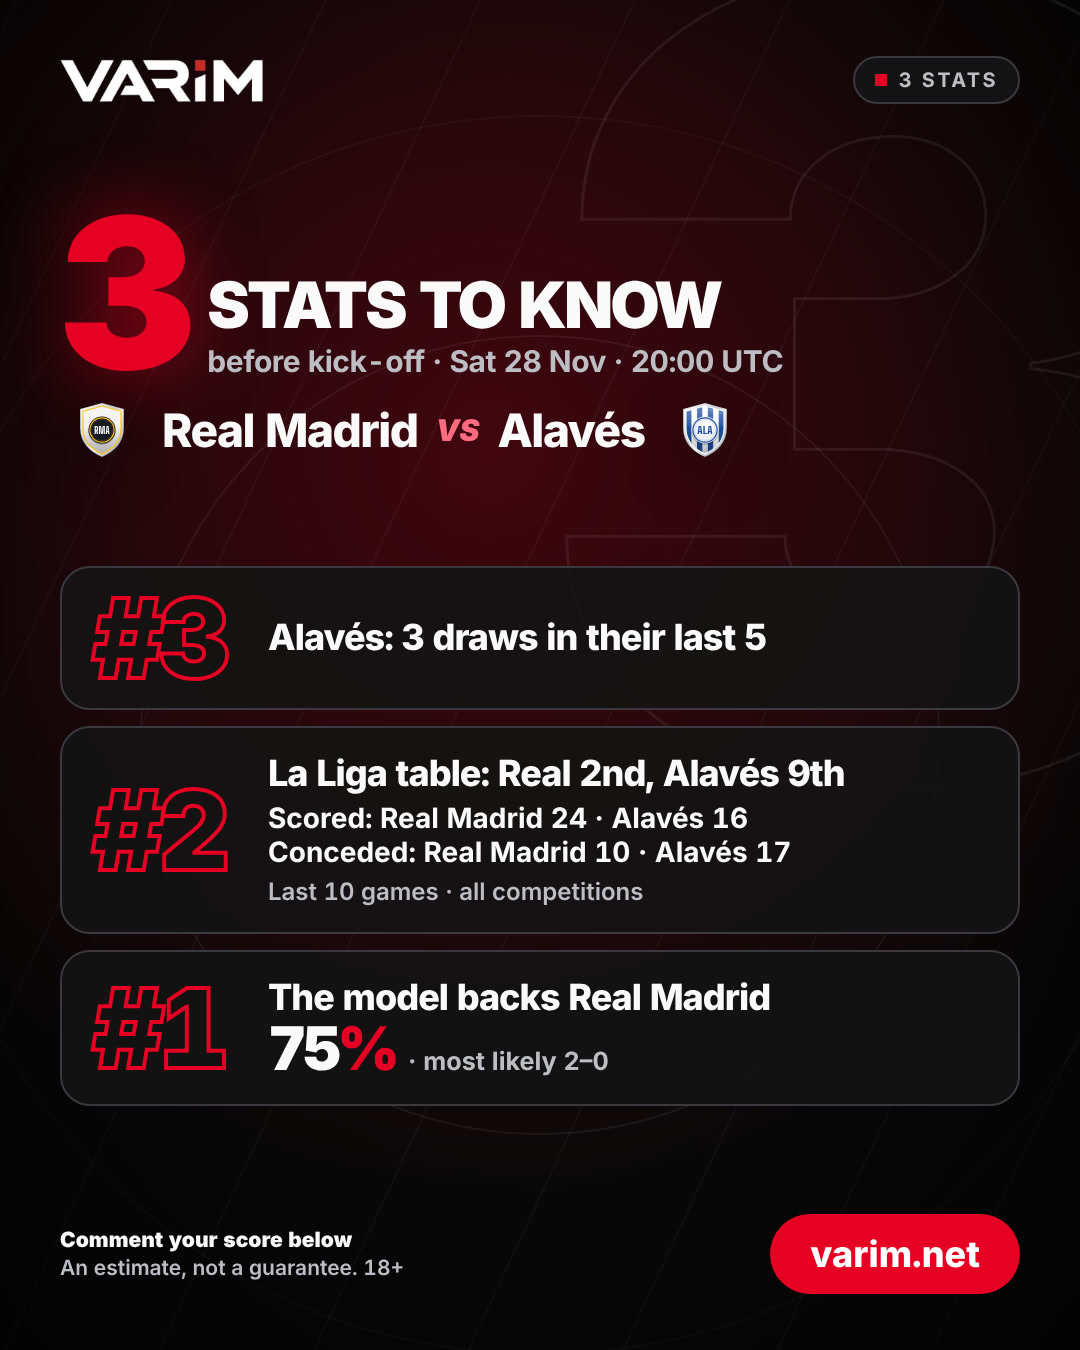 VARiM
3 STATS
3
STATS TO KNOW
before kick-off · Sat 28 Nov · 20:00 UTC
RMA
Real Madrid vs Alavés
ALA
#3
Alavés: 3 draws in their last 5
#2
La Liga table: Real 2nd, Alavés 9th
Scored: Real Madrid 24 · Alavés 16
Conceded: Real Madrid 10 · Alavés 17
Last 10 games · all competitions
#1
The model backs Real Madrid
75% · most likely 2–0
Comment your score below
An estimate, not a guarantee. 18+
varim.net